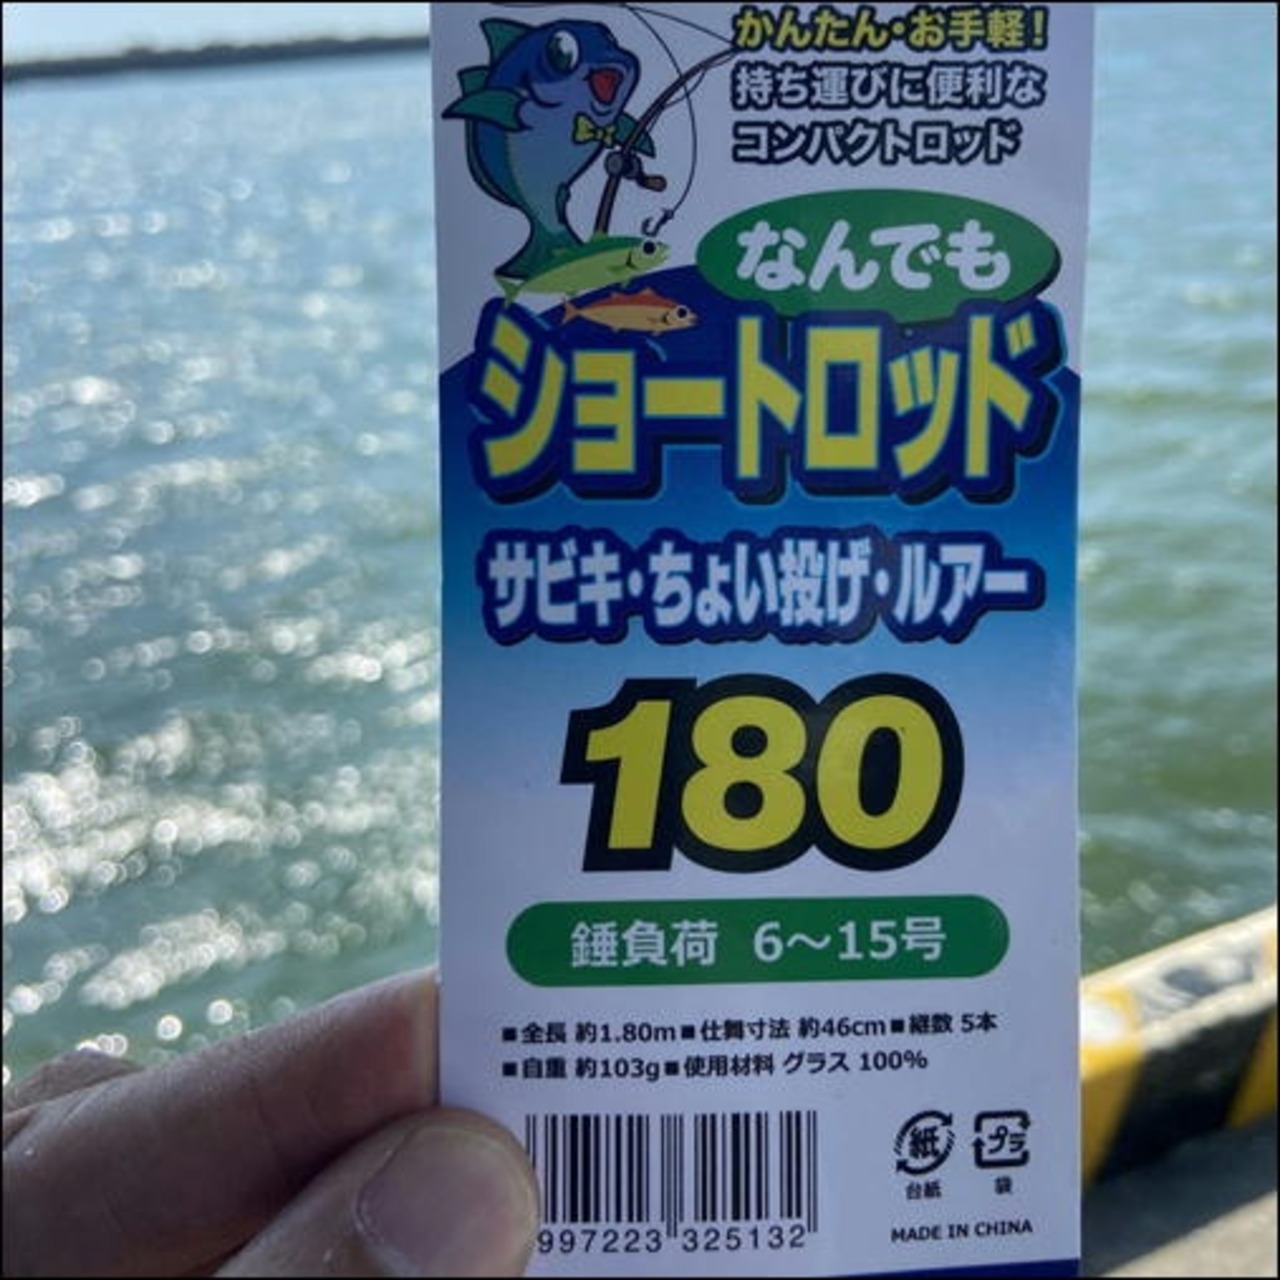 かんたん・お手軽！
持ち運びに便利な
コンパクトロッド
なんでも
ショートロッド
サビキ・ちょい投げ・ルアー
180
錘負荷 6～15号
■全長 約1.80m■仕舞寸法 約46cm■継数 5本
■自重 約103g■使用材料 グラス 100%
997223 325132
紙 プラ
台紙 袋
MADE IN CHINA